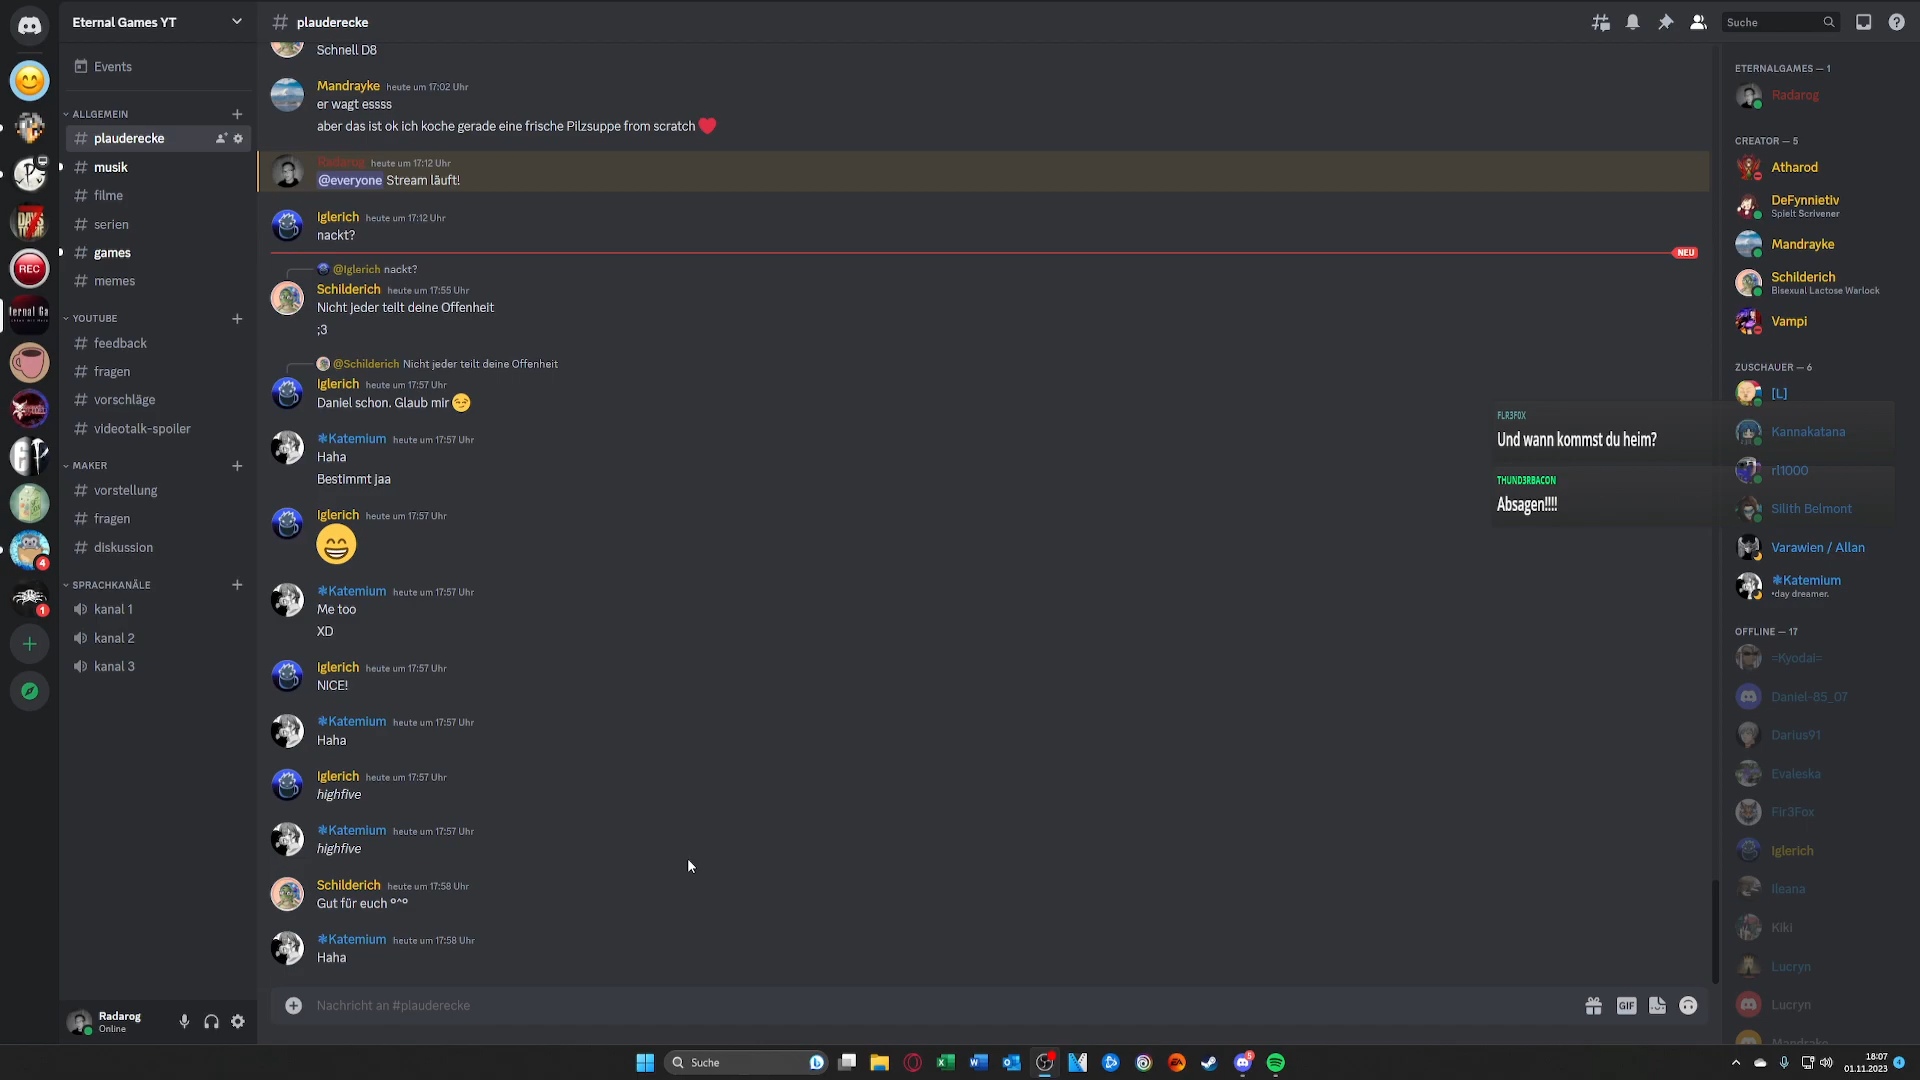 Eternal Games YT
Events
ALLGEMEIN
plauderecke
musik
filme
serien
games
memes
YOUTUBE
feedback
fragen
vorschläge
videotalk-spoiler
MAKER
vorstellung
fragen
diskussion
SPRACHKANÄLE
kanal 1
kanal 2
kanal 3
Radarog
Online
DAYS
REC
4
1
# plauderecke
Suche
Schnell D8
Mandrayke heute um 17:02 Uhr
er wagt essss
aber das ist ok ich koche gerade eine frische Pilzsuppe from scratch ❤️
Radarog heute um 17:12 Uhr
@everyone Stream läuft!
Iglerich heute um 17:12 Uhr
nackt?
NEU
@Iglerich nackt?
Schilderich heute um 17:55 Uhr
Nicht jeder teilt deine Offenheit
;3
@Schilderich Nicht jeder teilt deine Offenheit
Iglerich heute um 17:57 Uhr
Daniel schon. Glaub mir 😏
❃Katemium heute um 17:57 Uhr
Haha
Bestimmt jaa
Iglerich heute um 17:57 Uhr
😁
❃Katemium heute um 17:57 Uhr
Me too
XD
Iglerich heute um 17:57 Uhr
NICE!
❃Katemium heute um 17:57 Uhr
Haha
Iglerich heute um 17:57 Uhr
highfive
❃Katemium heute um 17:57 Uhr
highfive
Schilderich heute um 17:58 Uhr
Gut für euch °^°
❃Katemium heute um 17:58 Uhr
Haha
Nachricht an #plauderecke
GIF
FLR3F0X
Und wann kommst du heim?
THUND3RBACON
Absagen!!!!
ETERNALGAMES — 1
Radarog
CREATOR — 5
Atharod
DeFynnietiv
Spielt Scrivener
Mandrayke
Schilderich
Bisexual Lactose Warlock
Vampi
ZUSCHAUER — 6
[L]
Kannakatana
rl1000
Silith Belmont
Varawien / Allan
❃Katemium
•day dreamer.
OFFLINE — 17
=Kyodai=
Daniel-85_07
Darius91
Evaleska
Fir3Fox
Iglerich
Ileana
Kiki
Lucryn
Lucryn
Mandrake
Suche
5
18:07
01.11.2023
4